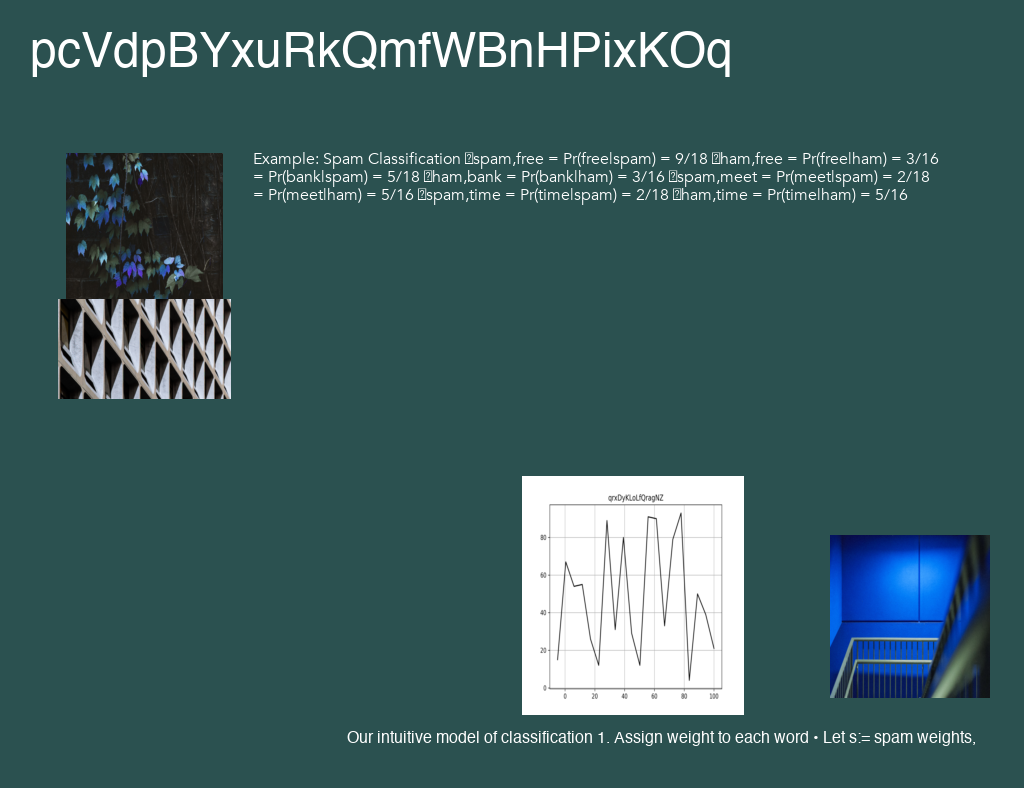 pcVdpBYxuRkQmfWBnHPixKOq
Example: Spam Classification �spam,free = Pr(free|spam) = 9/18 �ham,free = Pr(free|ham) = 3/16
= Pr(bank|spam) = 5/18 �ham,bank = Pr(bank|ham) = 3/16 �spam,meet = Pr(meet|spam) = 2/18
= Pr(meet|ham) = 5/16 �spam,time = Pr(time|spam) = 2/18 �ham,time = Pr(time|ham) = 5/16
qrxDyKLoLfQragNZ
80
60
40
20
0
0 20 40 60 80 100
Our intuitive model of classification 1. Assign weight to each word • Let s:= spam weights,